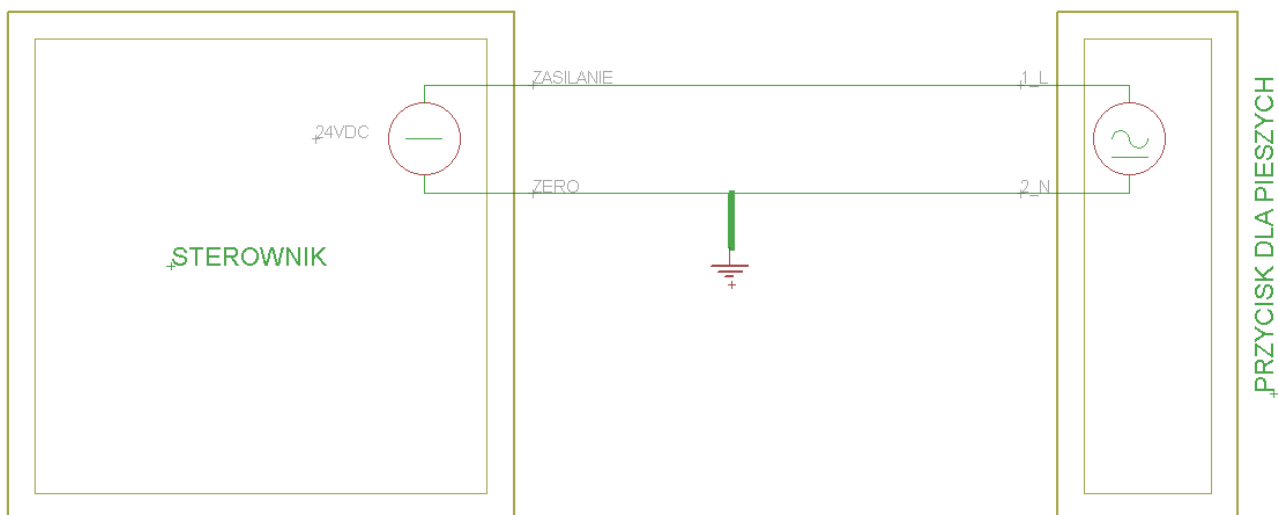 ZASILANIE
1_L
24VDC
ZERO
2_N
STEROWNIK
PRZYCISK DLA PIESZYCH